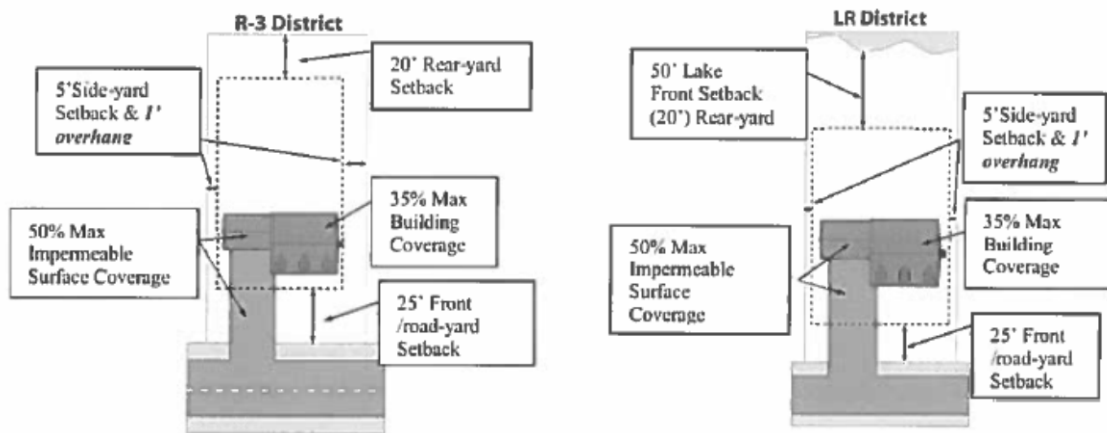 R-3 District
20' Rear-yard
Setback
5'Side-yard
Setback & 1'
overhang
35% Max
Building
Coverage
50% Max
Impermeable
Surface Coverage
25' Front
/road-yard
Setback
LR District
50' Lake
Front Setback
(20') Rear-yard
5'Side-yard
Setback & 1'
overhang
50% Max
Impermeable
Surface
Coverage
35% Max
Building
Coverage
25' Front
/road-yard
Setback